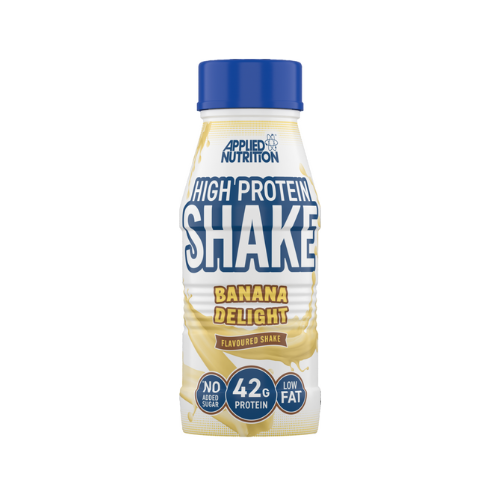 APPLIED
NUTRITION
HIGH PROTEIN
SHAKE
BANANA
DELIGHT
FLAVOURED SHAKE
NO
ADDED
SUGAR
42G
PROTEIN
LOW
FAT